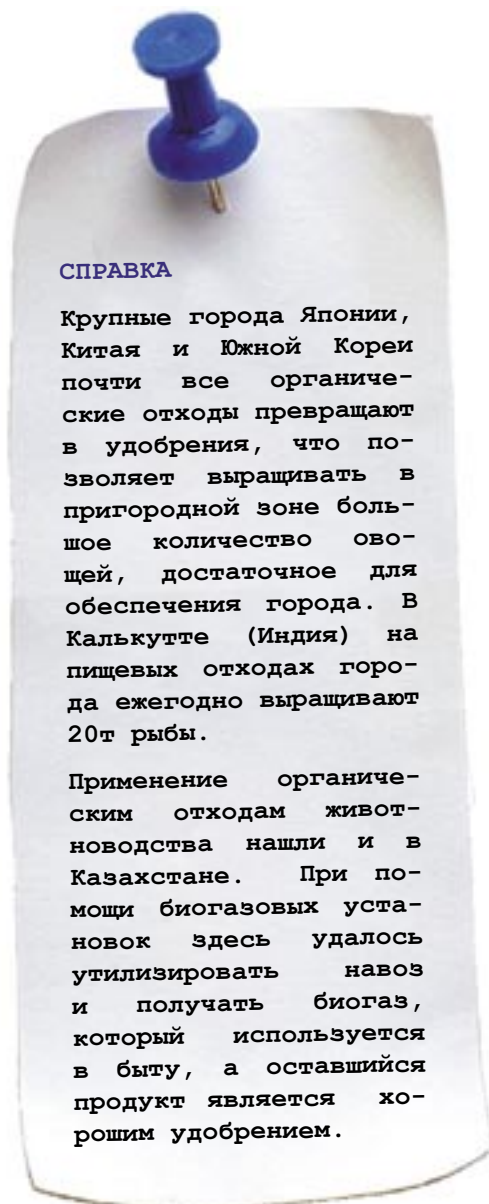 СПРАВКА
Крупные города Японии,
Китая и Южной Кореи
почти все органиче-
ские отходы превращают
в удобрения, что по-
зволяет выращивать в
пригородной зоне боль-
шое количество ово-
щей, достаточное для
обеспечения города. В
Калькутте (Индия) на
пищевых отходах горо-
да ежегодно выращивают
20т рыбы.
Применение органиче-
ским отходам живот-
новодства нашли и в
Казахстане. При по-
мощи биогазовых уста-
новок здесь удалось
утилизировать навоз
и получать биогаз,
который используется
в быту, а оставшийся
продукт является хо-
рошим удобрением.